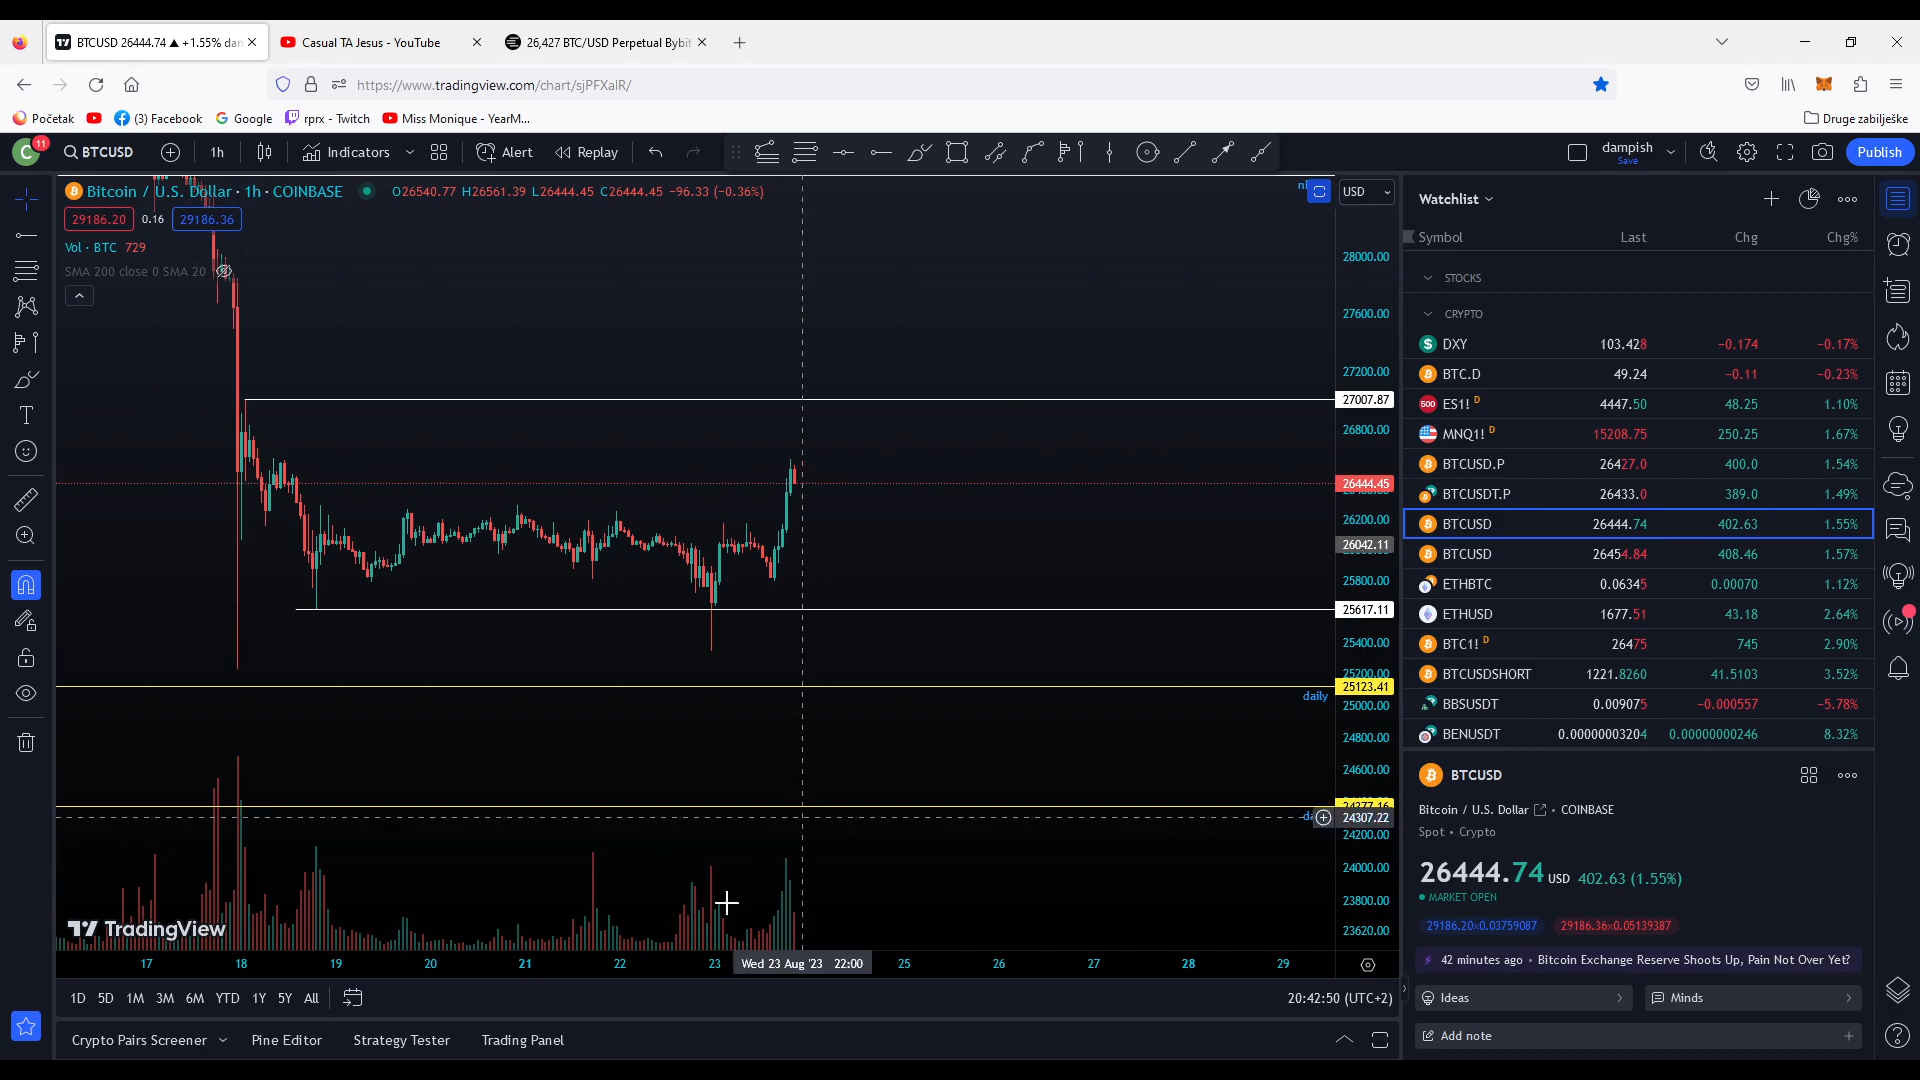 BTCUSD 26444.74 ▲ +1.55% dam
Casual TA Jesus - YouTube
26,427 BTC/USD Perpetual Bybit
https://www.tradingview.com/chart/sjPFXalR/
Početak
(3) Facebook
Google
rprx - Twitch
Miss Monique - YearM...
Druge zabilješke
C
11
BTCUSD
1h
Indicators
Alert
Replay
dampish
Save
Publish
Bitcoin / U.S. Dollar · 1h · COINBASE
O26540.77 H26561.39 L26444.45 C26444.45 −96.33 (−0.36%)
USD
29186.20
0.16
29186.36
Vol · BTC 729
SMA 200 close 0 SMA 20
28000.00
27600.00
27200.00
27007.87
26800.00
26444.45
26200.00
26042.11
25800.00
25617.11
25400.00
25200.00
25123.41
daily
25000.00
24800.00
24600.00
24377.16
24307.22
24200.00
24000.00
23800.00
23620.00
TradingView
17
18
19
20
21
22
23
Wed 23 Aug '23 22:00
25
26
27
28
29
1D
5D
1M
3M
6M
YTD
1Y
5Y
All
20:42:50 (UTC+2)
Crypto Pairs Screener
Pine Editor
Strategy Tester
Trading Panel
Watchlist
Symbol Last Chg Chg%
STOCKS
CRYPTO
DXY 103.428 −0.174 −0.17%
BTC.D 49.24 −0.11 −0.23%
500 ES1! D 4447.50 48.25 1.10%
MNQ1! D 15208.75 250.25 1.67%
BTCUSD.P 26427.0 400.0 1.54%
BTCUSDT.P 26433.0 389.0 1.49%
BTCUSD 26444.74 402.63 1.55%
BTCUSD 26454.84 408.46 1.57%
ETHBTC 0.06345 0.00070 1.12%
ETHUSD 1677.51 43.18 2.64%
BTC1! D 26475 745 2.90%
BTCUSDSHORT 1221.8260 41.5103 3.52%
BBSUSDT 0.009075 −0.000557 −5.78%
BENUSDT 0.00000003204 0.00000000246 8.32%
BTCUSD
Bitcoin / U.S. Dollar • COINBASE
Spot • Crypto
26444.74 USD 402.63 (1.55%)
MARKET OPEN
29186.20×0.03759087
29186.36×0.05139387
42 minutes ago • Bitcoin Exchange Reserve Shoots Up, Pain Not Over Yet?
Ideas
Minds
Add note